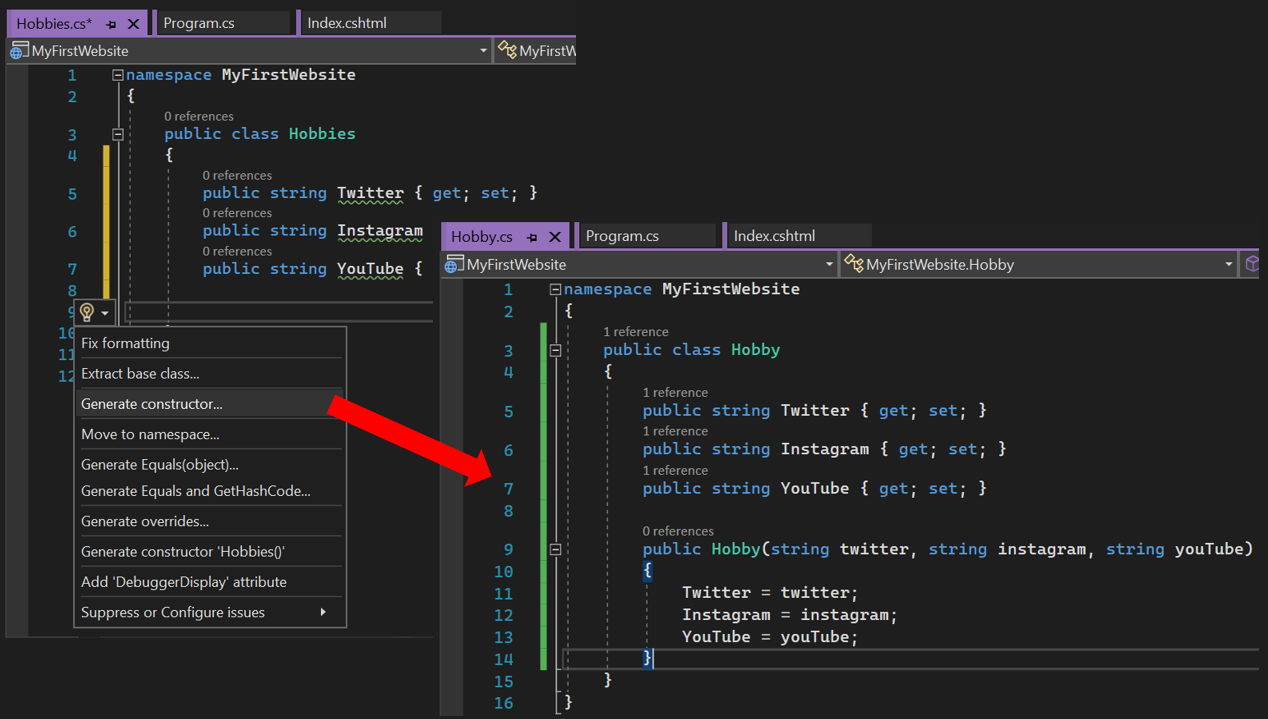 Hobbies.cs* Program.cs Index.cshtml
MyFirstWebsite MyFirstW
1 namespace MyFirstWebsite
2 {
0 references
3 public class Hobbies
4 {
0 references
5 public string Twitter { get; set; }
0 references
6 public string Instagram
0 references
7 public string YouTube {
8
9
10
11
12
Fix formatting
Extract base class...
Generate constructor...
Move to namespace...
Generate Equals(object)...
Generate Equals and GetHashCode...
Generate overrides...
Generate constructor 'Hobbies()'
Add 'DebuggerDisplay' attribute
Suppress or Configure issues
Hobby.cs Program.cs Index.cshtml
MyFirstWebsite MyFirstWebsite.Hobby
1 namespace MyFirstWebsite
2 {
1 reference
3 public class Hobby
4 {
1 reference
5 public string Twitter { get; set; }
1 reference
6 public string Instagram { get; set; }
1 reference
7 public string YouTube { get; set; }
8
0 references
9 public Hobby(string twitter, string instagram, string youTube)
10 {
11 Twitter = twitter;
12 Instagram = instagram;
13 YouTube = youTube;
14 }
15 }
16 }